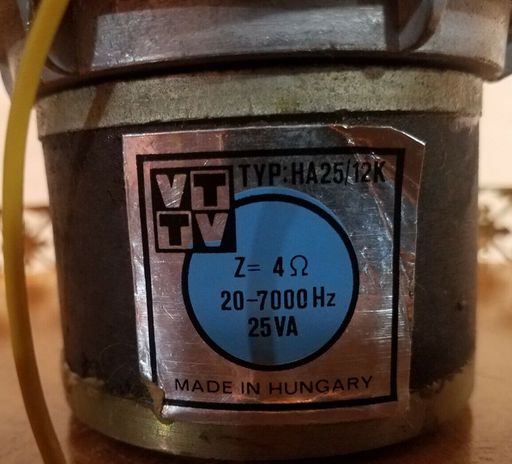 VT
TV
TYP:HA25/12K
Z= 4Ω
20-7000 Hz
25VA
MADE IN HUNGARY